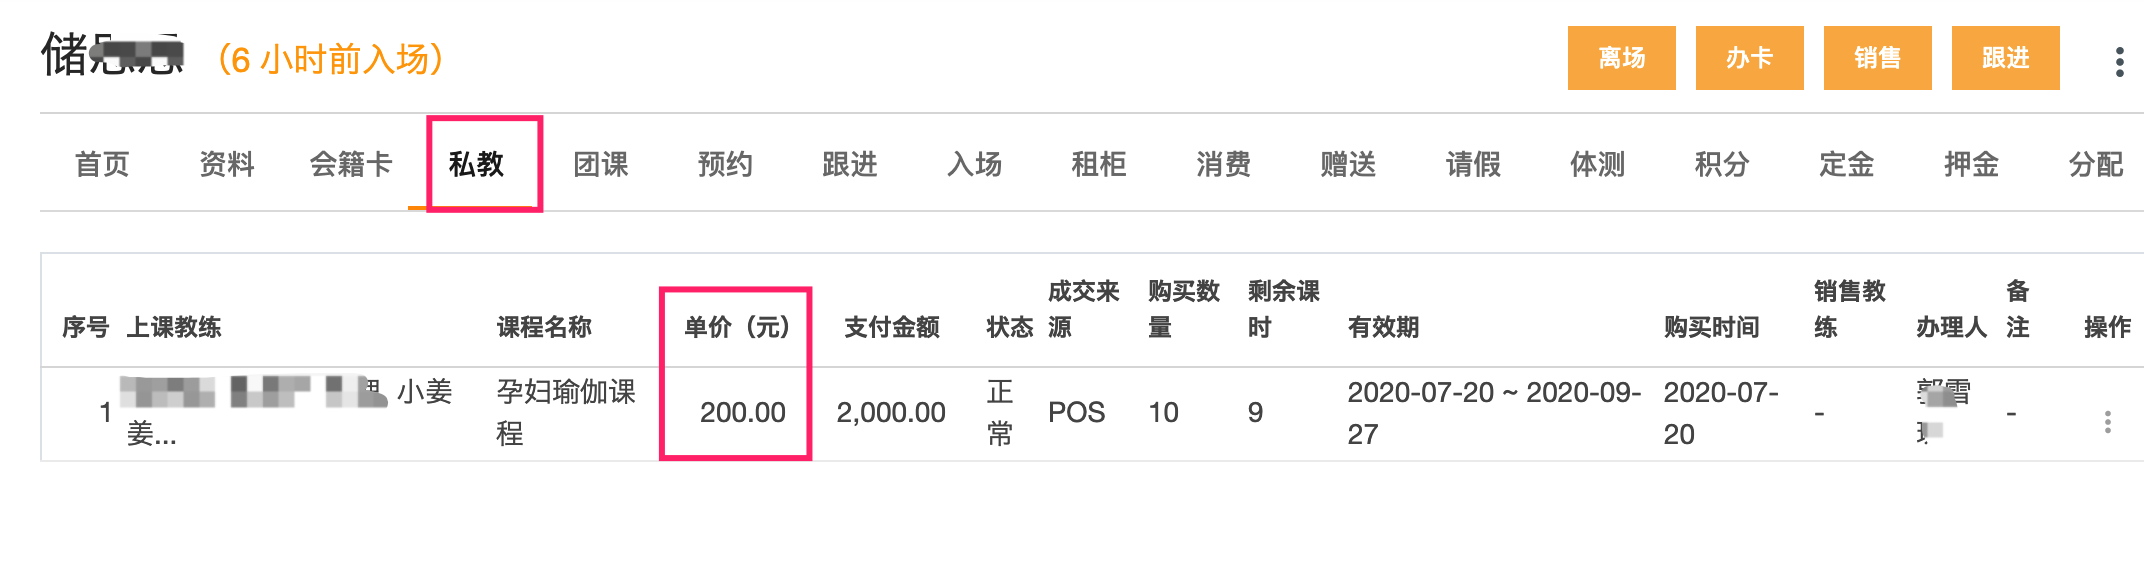 储
（6 小时前入场）
离场 办卡 销售 跟进
首页 资料 会籍卡 私教 团课 预约 跟进 入场 租柜 消费 赠送 请假 体测 积分 定金 押金 分配
序号 上课教练 课程名称 单价（元） 支付金额 状态 成交来源 购买数量 剩余课时 有效期 购买时间 销售教练 办理人 备注 操作
1 小姜
姜...
孕妇瑜伽课
程
200.00
2,000.00
正
常
POS
10
9
2020-07-20 ~ 2020-09-
27
2020-07-
20
-
雪
-